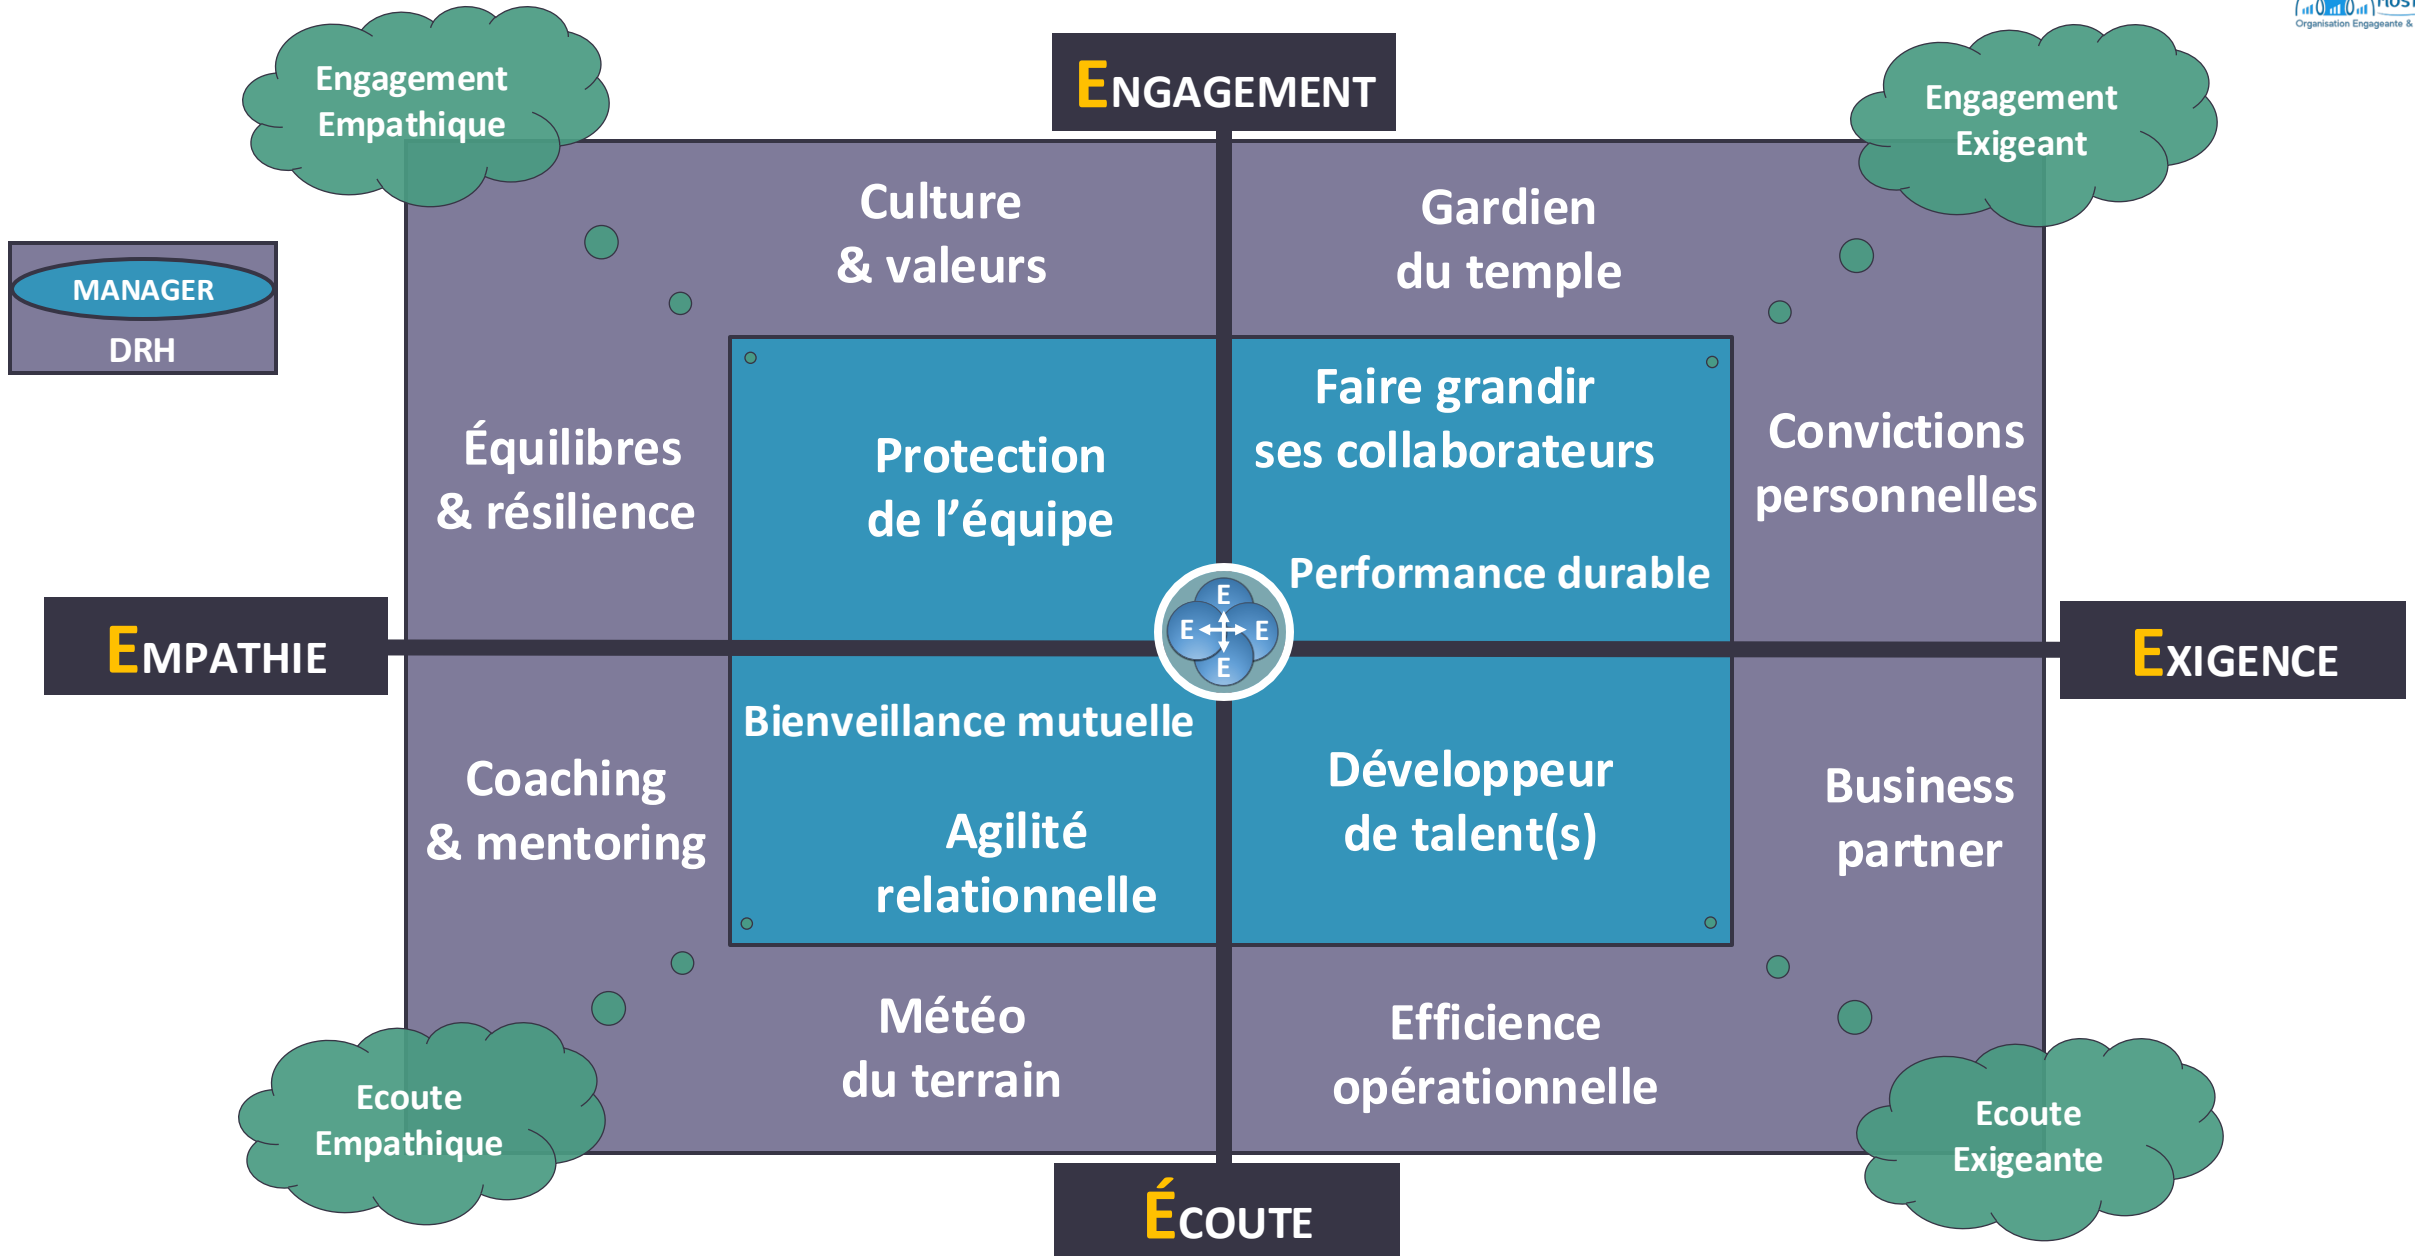 Organisation Engageante &
Engagement
Empathique
ENGAGEMENT
Engagement
Exigeant
Culture
& valeurs
Gardien
du temple
MANAGER
DRH
Équilibres
& résilience
Protection
de l’équipe
Faire grandir
ses collaborateurs
Performance durable
Convictions
personnelles
EMPATHIE
E
E E
E
EXIGENCE
Bienveillance mutuelle
Coaching
& mentoring
Agilité
relationnelle
Développeur
de talent(s)
Business
partner
Météo
du terrain
Efficience
opérationnelle
Ecoute
Empathique
ÉCOUTE
Ecoute
Exigeante